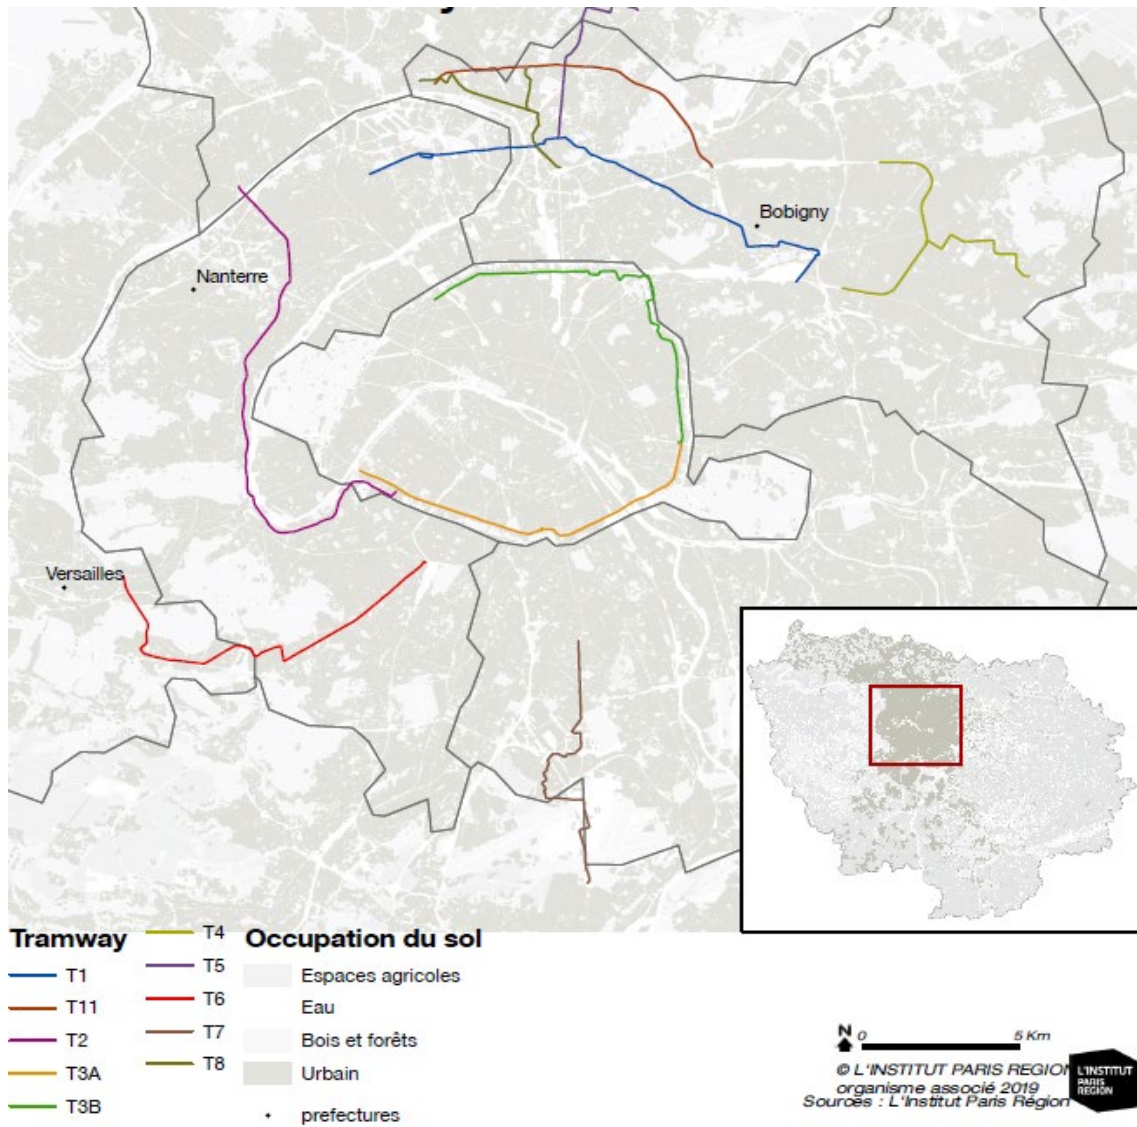 Bobigny
Nanterre
Versailles
Tramway
T1
T11
T2
T3A
T3B
T4
T5
T6
T7
T8
Occupation du sol
Espaces agricoles
Eau
Bois et forêts
Urbain
prefectures
N
0 5 Km
© L'INSTITUT PARIS REGION
organisme associé 2019
Sources : L'Institut Paris Région
L'INSTITUT
PARIS
REGION